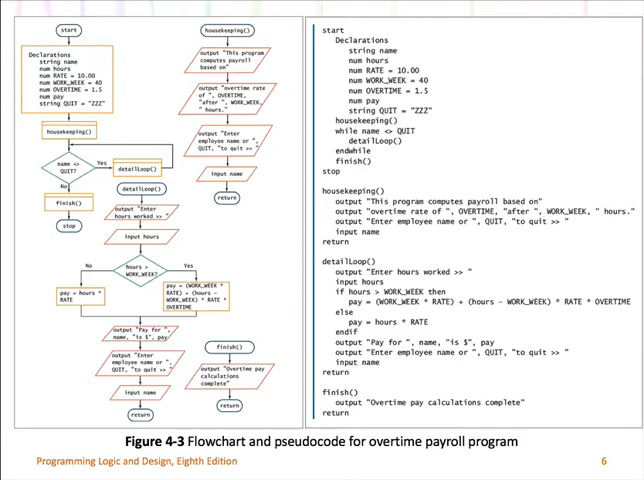 start
Declarations
string name
num hours
num RATE = 10.00
num WORK_WEEK = 40
num OVERTIME = 1.5
num pay
string QUIT = "ZZZ"
housekeeping()
name <>
QUIT?
Yes
No
detailLoop()
finish()
stop
housekeeping()
output "This program
computes payroll
based on"
output "overtime rate
of ", OVERTIME,
"after ", WORK_WEEK,
" hours."
output "Enter
employee name or ",
QUIT, "to quit >> "
input name
return
detailLoop()
output "Enter
hours worked >> "
input hours
hours >
WORK_WEEK?
No
Yes
pay = hours *
RATE
pay = (WORK_WEEK *
RATE) + (hours -
WORK_WEEK) * RATE *
OVERTIME
output "Pay for ",
name, "is $", pay
output "Enter
employee name or ",
QUIT, "to quit >> "
input name
return
finish()
output "Overtime pay
calculations
complete"
return
start
Declarations
string name
num hours
num RATE = 10.00
num WORK_WEEK = 40
num OVERTIME = 1.5
num pay
string QUIT = "ZZZ"
housekeeping()
while name <> QUIT
detailLoop()
endwhile
finish()
stop
housekeeping()
output "This program computes payroll based on"
output "overtime rate of ", OVERTIME, "after ", WORK_WEEK, " hours."
output "Enter employee name or ", QUIT, "to quit >> "
input name
return
detailLoop()
output "Enter hours worked >> "
input hours
if hours > WORK_WEEK then
pay = (WORK_WEEK * RATE) + (hours - WORK_WEEK) * RATE * OVERTIME
else
pay = hours * RATE
endif
output "Pay for ", name, "is $", pay
output "Enter employee name or ", QUIT, "to quit >> "
input name
return
finish()
output "Overtime pay calculations complete"
return
Figure 4-3 Flowchart and pseudocode for overtime payroll program
Programming Logic and Design, Eighth Edition
6